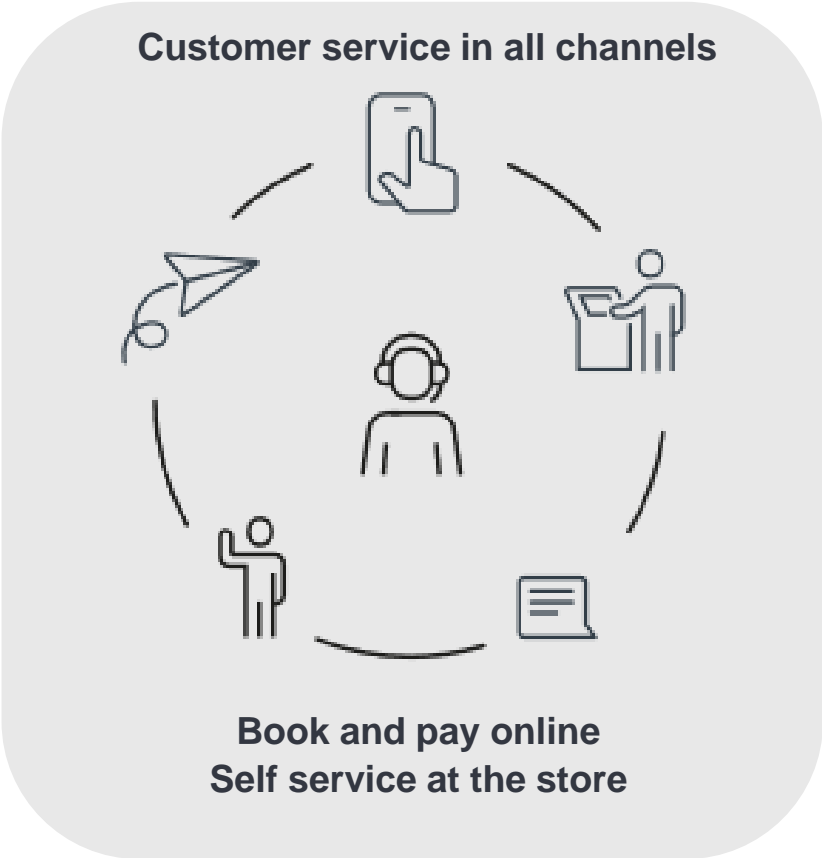 Customer service in all channels
Book and pay online
Self service at the store